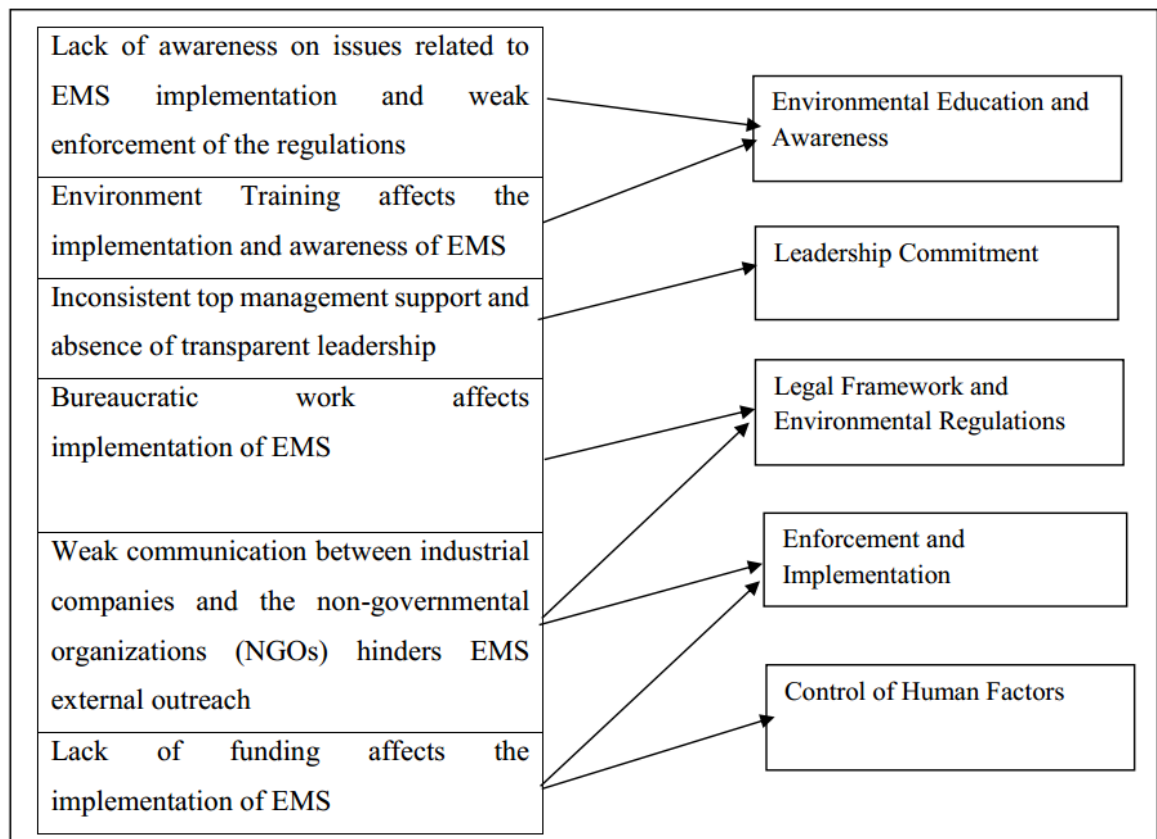 Lack of awareness on issues related to
EMS implementation and weak
enforcement of the regulations
Environment Training affects the
implementation and awareness of EMS
Inconsistent top management support and
absence of transparent leadership
Bureaucratic work affects
implementation of EMS
Weak communication between industrial
companies and the non-governmental
organizations (NGOs) hinders EMS
external outreach
Lack of funding affects the
implementation of EMS
Environmental Education and
Awareness
Leadership Commitment
Legal Framework and
Environmental Regulations
Enforcement and
Implementation
Control of Human Factors